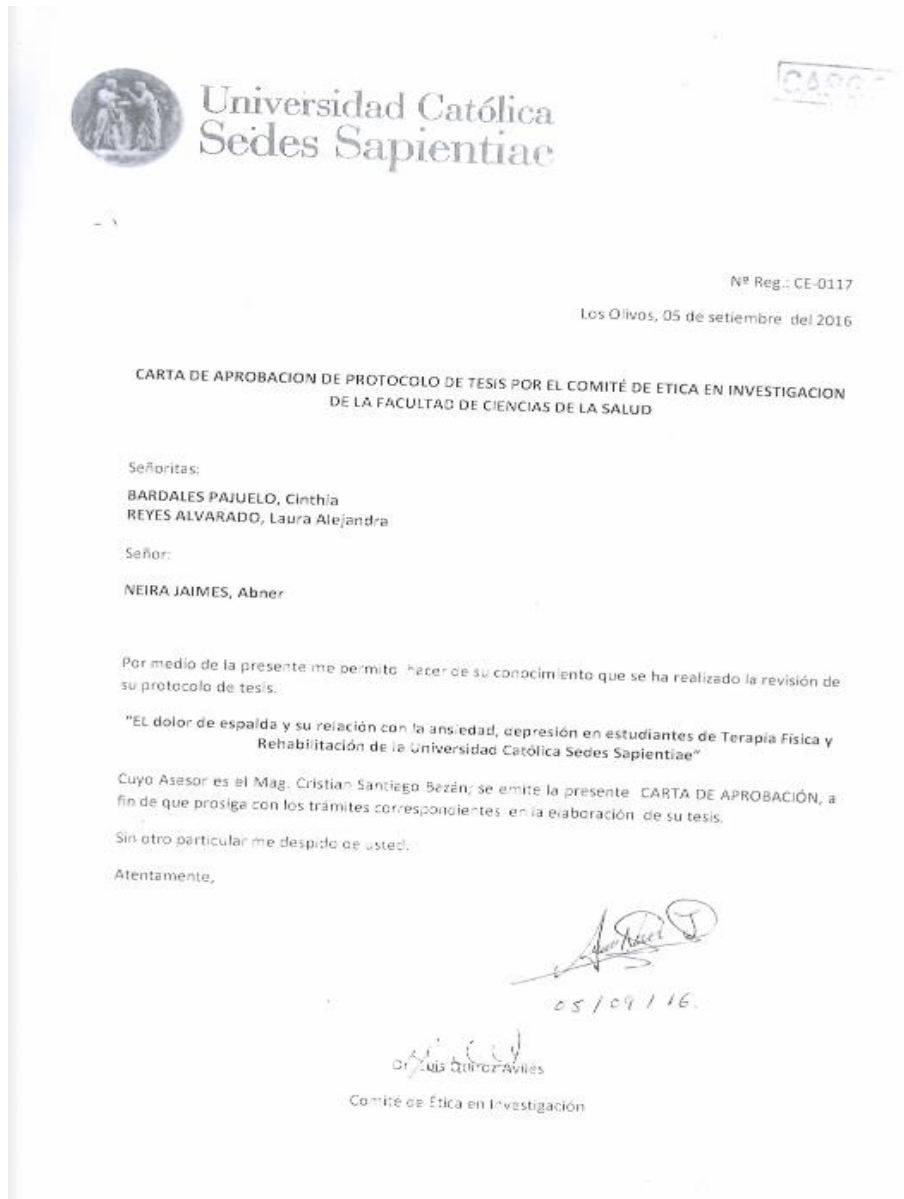 Universidad Católica
Sedes Sapientiae
Nº Reg.: CE-0117
Los Olivos, 05 de setiembre del 2016
CARTA DE APROBACION DE PROTOCOLO DE TESIS POR EL COMITÉ DE ETICA EN INVESTIGACION
DE LA FACULTAD DE CIENCIAS DE LA SALUD
Señoritas:
BARDALES PAJUELO, Cinthia
REYES ALVARADO, Laura Alejandra
Señor:
NEIRA JAIMES, Abner
Por medio de la presente me permito hacer de su conocimiento que se ha realizado la revisión de
su protocolo de tesis.
"EL dolor de espalda y su relación con la ansiedad, depresión en estudiantes de Terapia Física y
Rehabilitación de la Universidad Católica Sedes Sapientiae"
Cuyo Asesor es el Mag. Cristian Santiago Bazán; se emite la presente CARTA DE APROBACIÓN, a
fin de que prosiga con los trámites correspondientes en la elaboración de su tesis.
Sin otro particular me despido de usted.
Atentamente,
05/09/16.
Dr. Luis Quiroz Avilés
Comité de Ética en Investigación